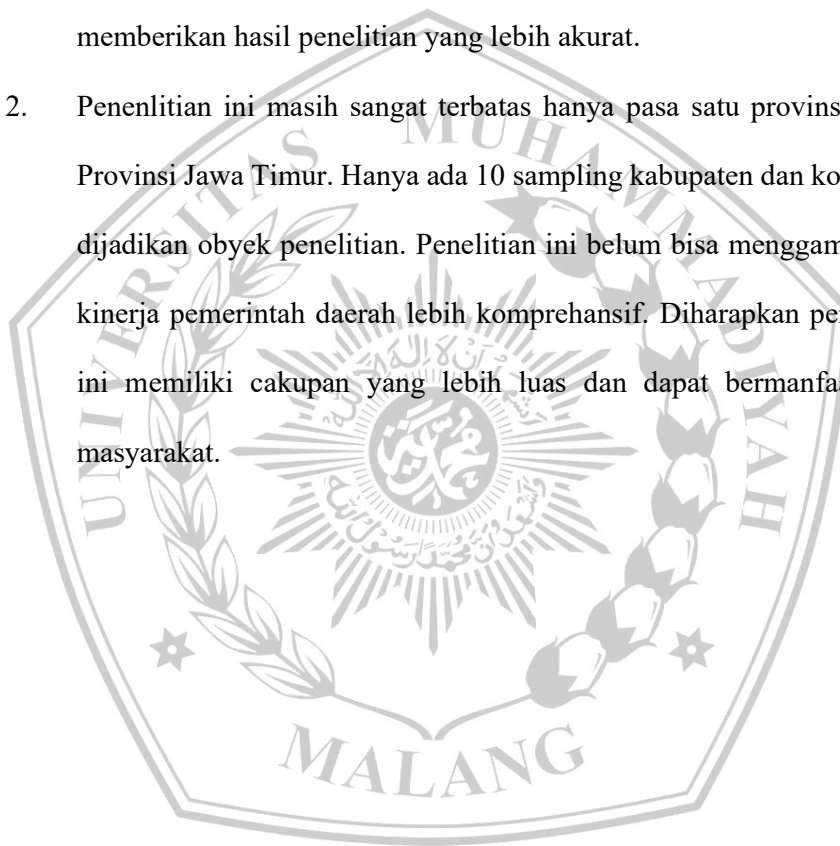 memberikan hasil penelitian yang lebih akurat.
2. Penenlitian ini masih sangat terbatas hanya pasa satu provins
Provinsi Jawa Timur. Hanya ada 10 sampling kabupaten dan ko
dijadikan obyek penelitian. Penelitian ini belum bisa menggam
kinerja pemerintah daerah lebih komprehansif. Diharapkan pe
ini memiliki cakupan yang lebih luas dan dapat bermanfa
masyarakat.
UNIVERSITAS MUHAMMADIYAH
MALANG